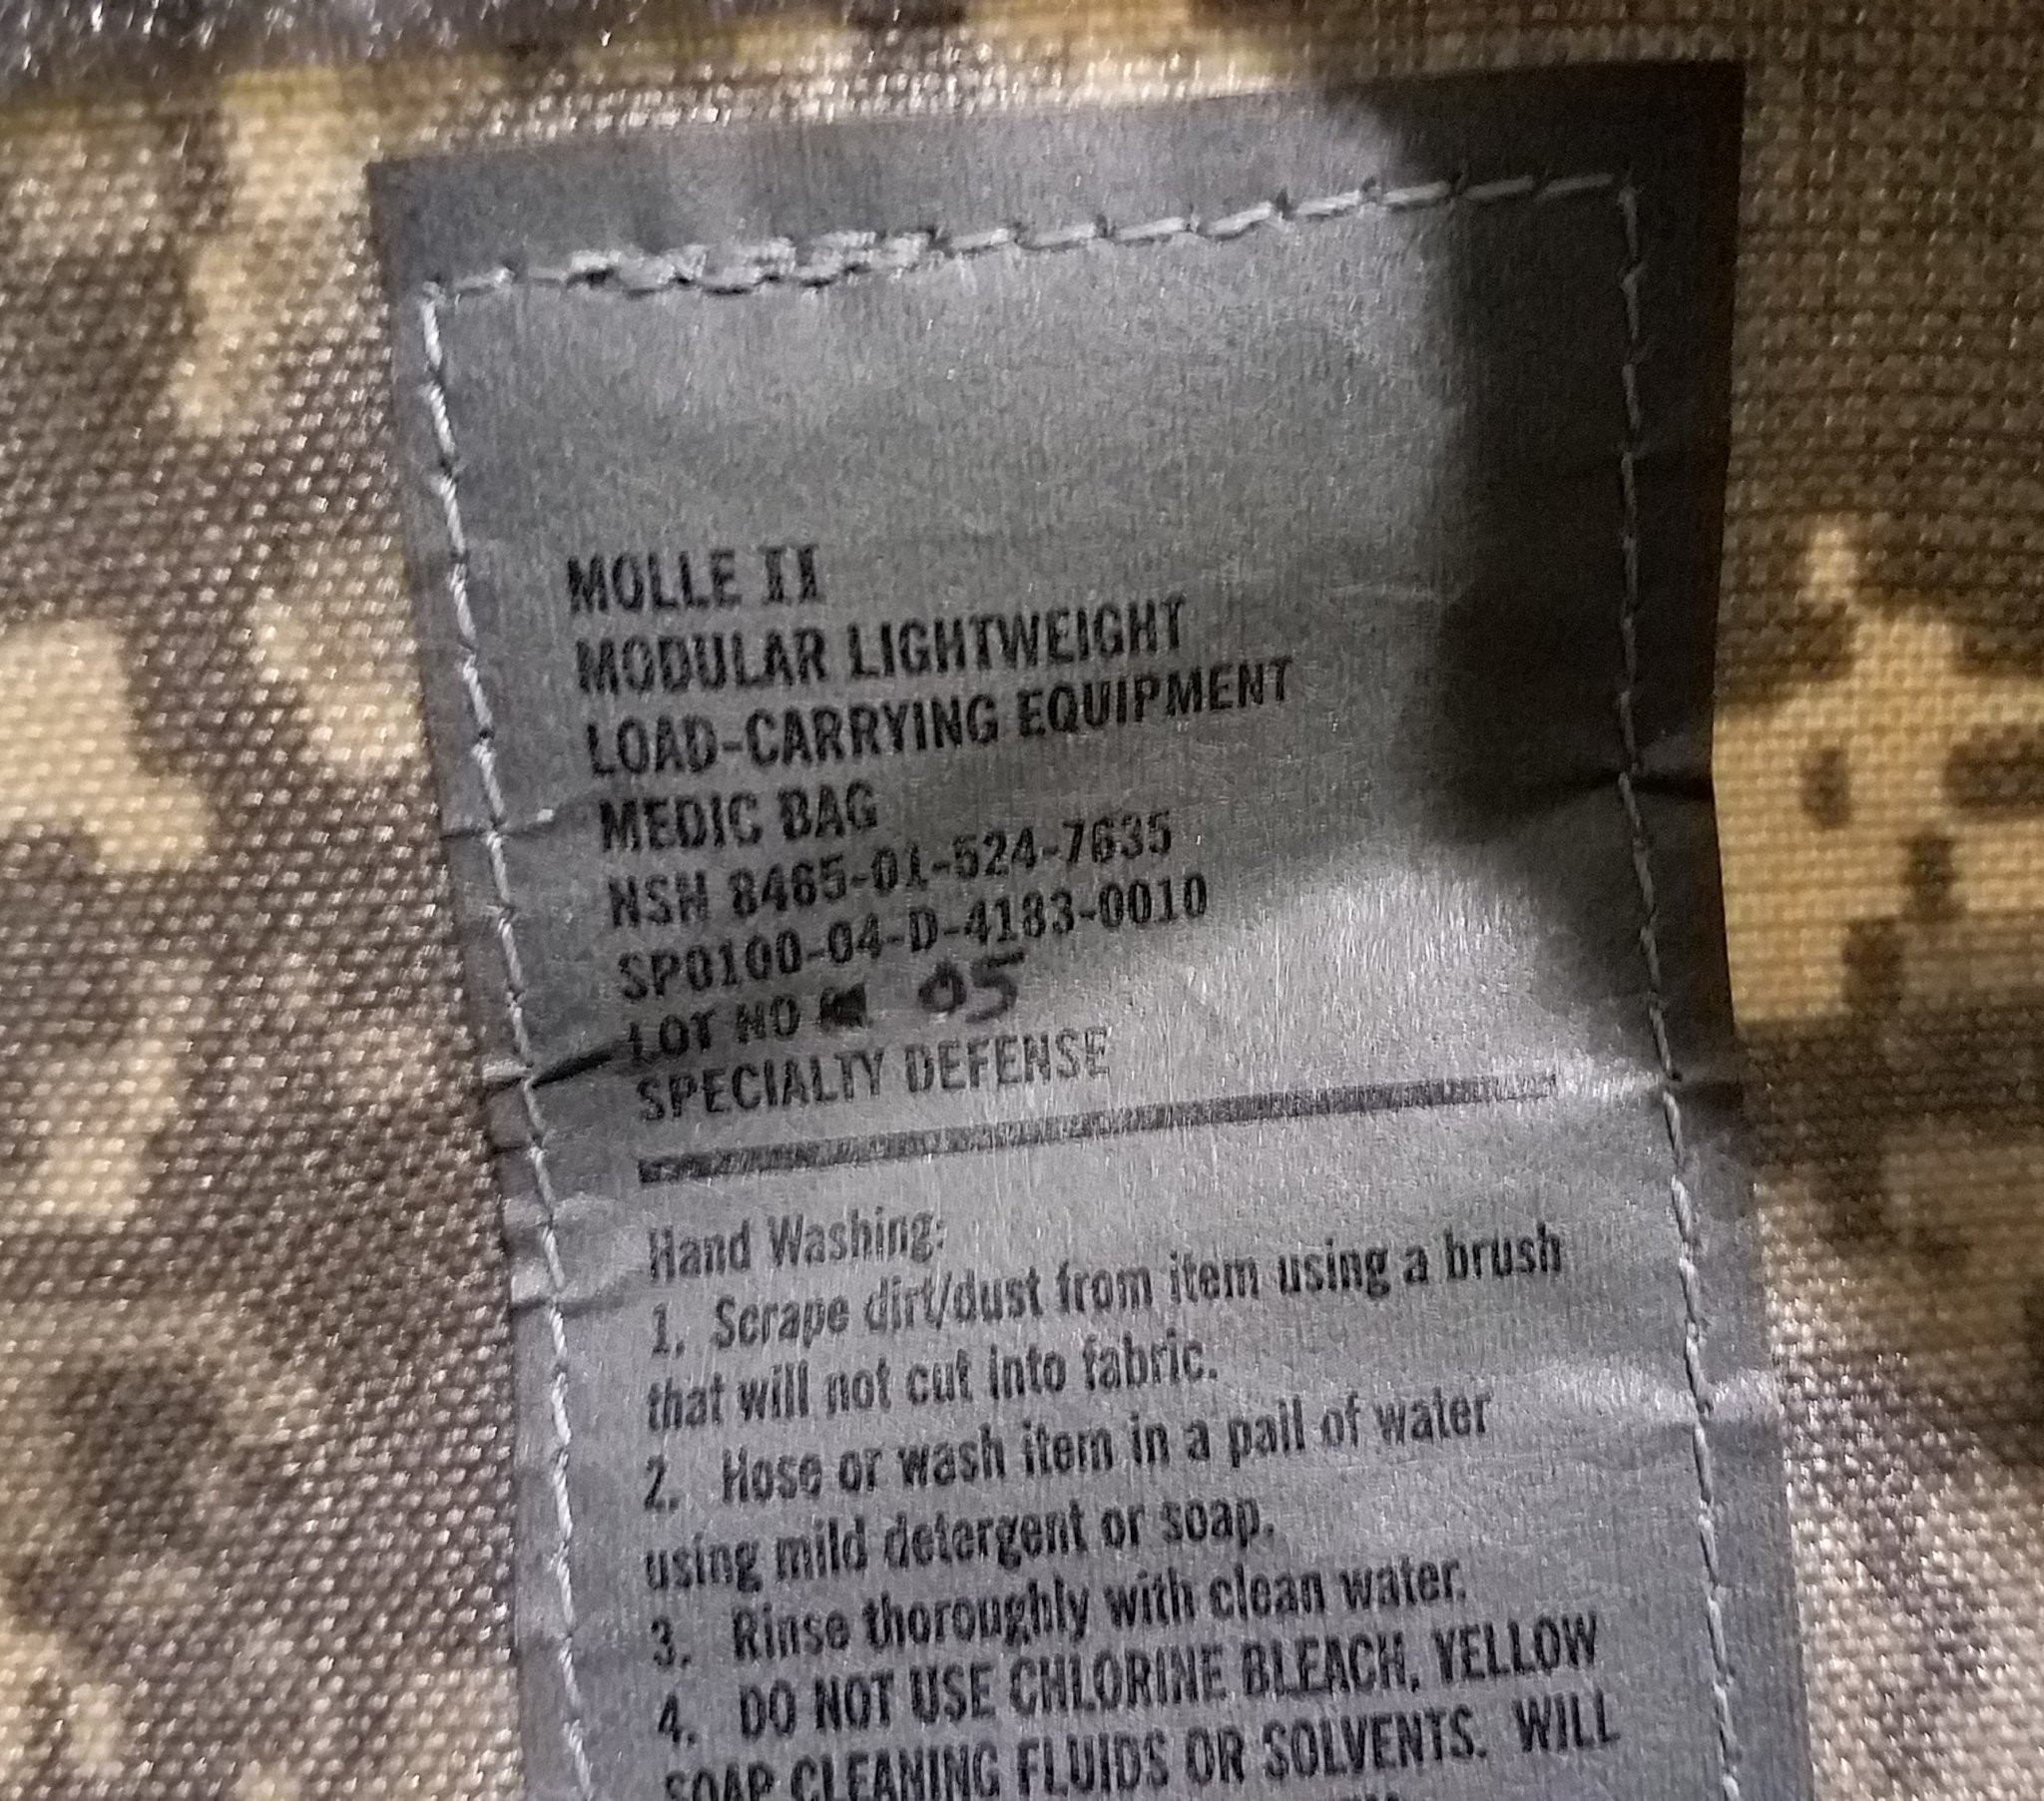 MOLLE II
MODULAR LIGHTWEIGHT
LOAD-CARRYING EQUIPMENT
MEDIC BAG
NSN 8465-01-524-7635
SP0100-04-D-4183-0010
LOT NO 05
SPECIALTY DEFENSE
Hand Washing:
1. Scrape dirt/dust from item using a brush
that will not cut into fabric.
2. Hose or wash item in a pail of water
using mild detergent or soap.
3. Rinse thoroughly with clean water.
4. DO NOT USE CHLORINE BLEACH, YELLOW
SOAP CLEANING FLUIDS OR SOLVENTS. WILL